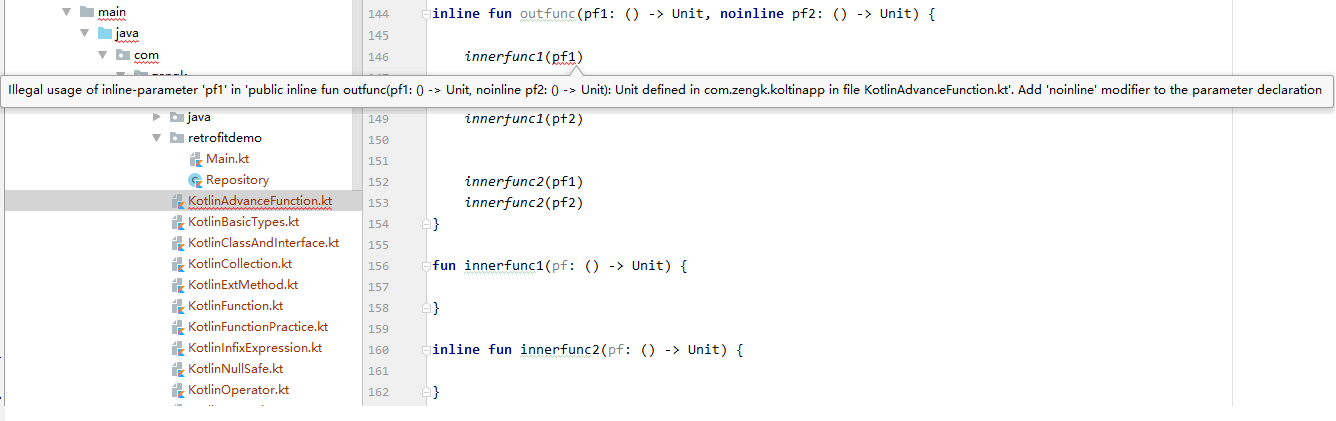 main
java
com
144 inline fun outfunc(pf1: () -> Unit, noinline pf2: () -> Unit) {
145
146 innerfunc1(pf1)
Illegal usage of inline-parameter 'pf1' in 'public inline fun outfunc(pf1: () -> Unit, noinline pf2: () -> Unit): Unit defined in com.zengk.koltinapp in file KotlinAdvanceFunction.kt'. Add 'noinline' modifier to the parameter declaration
java
retrofitdemo
Main.kt
Repository
KotlinAdvanceFunction.kt
KotlinBasicTypes.kt
KotlinClassAndInterface.kt
KotlinCollection.kt
KotlinExtMethod.kt
KotlinFunction.kt
KotlinFunctionPractice.kt
KotlinInfixExpression.kt
KotlinNullSafe.kt
KotlinOperator.kt
149 innerfunc1(pf2)
150
151
152 innerfunc2(pf1)
153 innerfunc2(pf2)
154 }
155
156 fun innerfunc1(pf: () -> Unit) {
157
158 }
159
160 inline fun innerfunc2(pf: () -> Unit) {
161
162 }